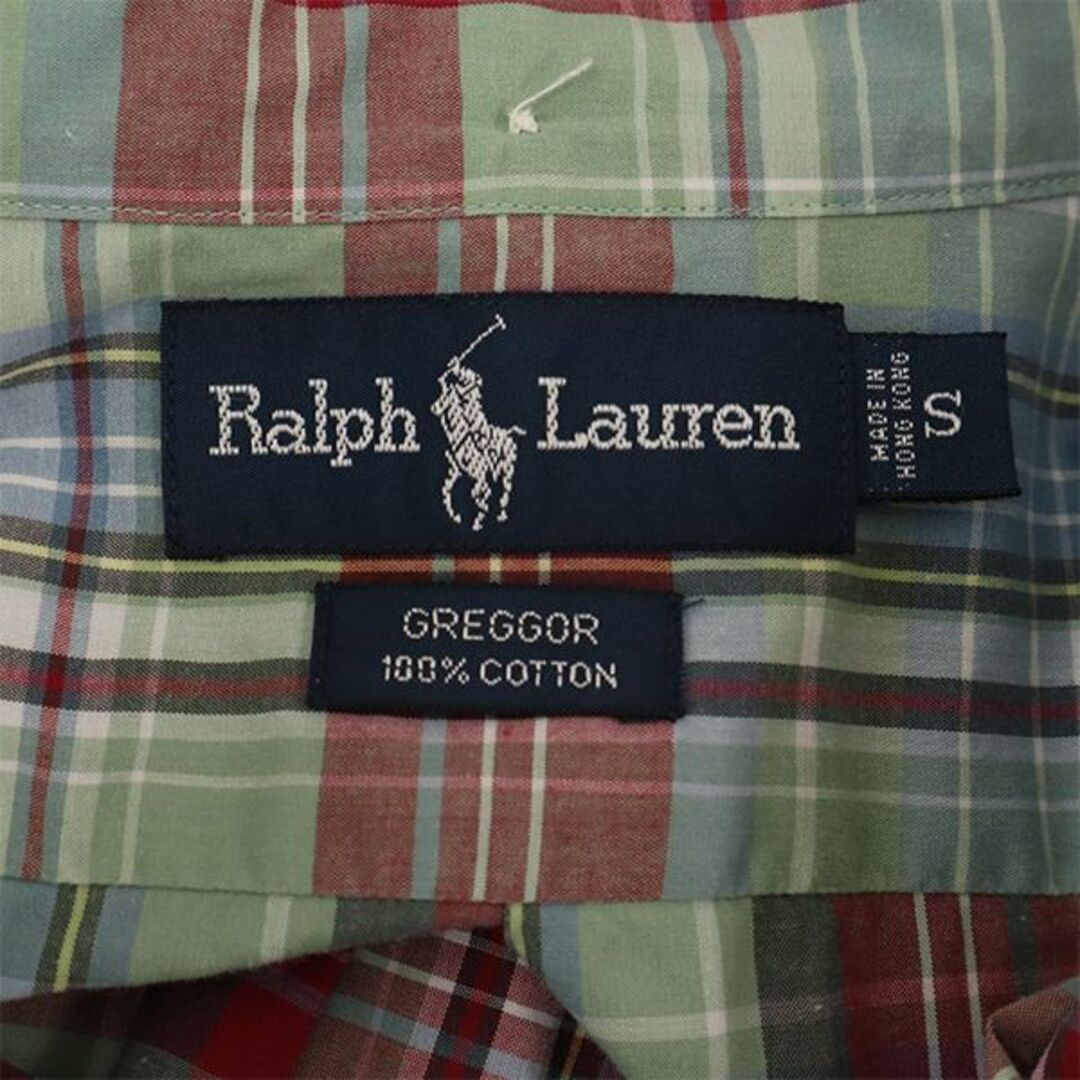 Ralph Lauren
MADE IN
HONG KONG
S
GREGGOR
100% COTTON